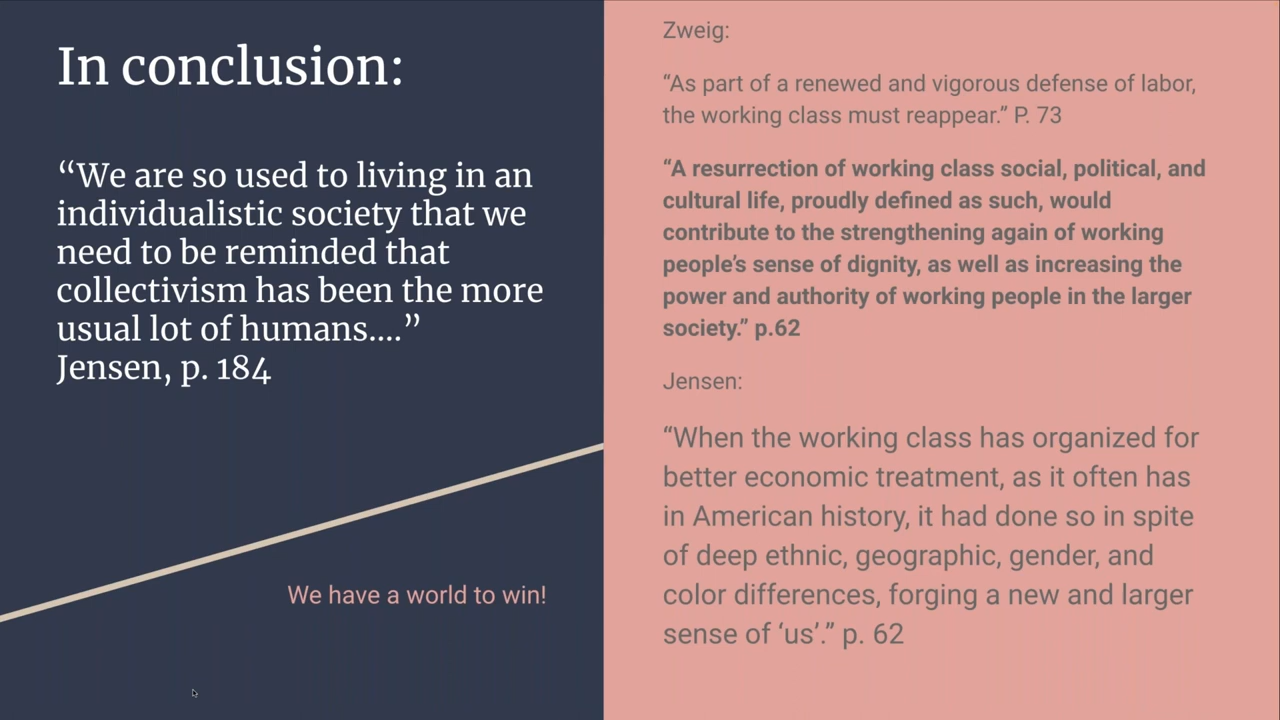 In conclusion:
“We are so used to living in an
individualistic society that we
need to be reminded that
collectivism has been the more
usual lot of humans....”
Jensen, p. 184
We have a world to win!
Zweig:
“As part of a renewed and vigorous defense of labor,
the working class must reappear.” P. 73
“A resurrection of working class social, political, and
cultural life, proudly defined as such, would
contribute to the strengthening again of working
people’s sense of dignity, as well as increasing the
power and authority of working people in the larger
society.” p.62
Jensen:
“When the working class has organized for
better economic treatment, as it often has
in American history, it had done so in spite
of deep ethnic, geographic, gender, and
color differences, forging a new and larger
sense of ‘us’.” p. 62